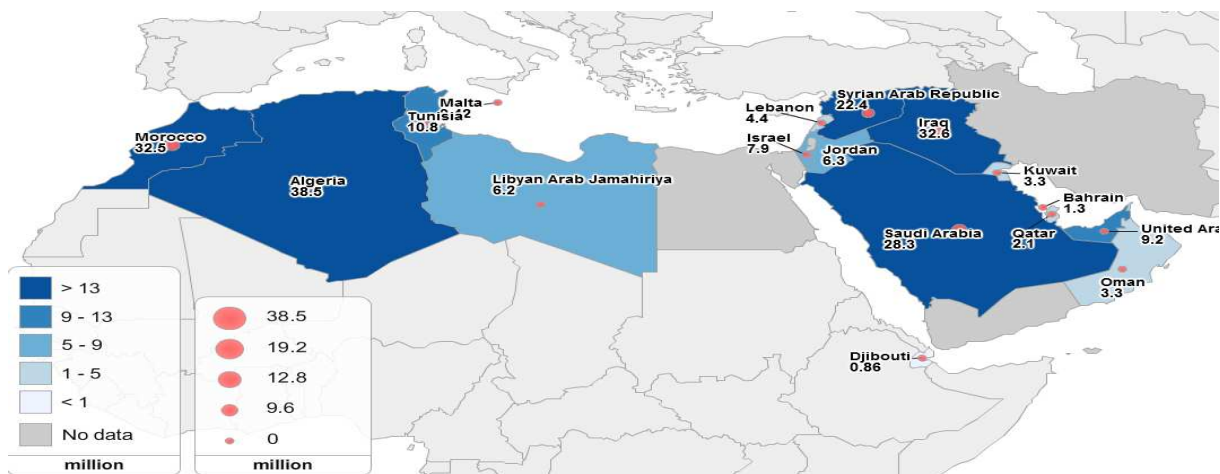 Malta
Tunisia
10.8
Morocco
32.5
Algeria
38.5
Libyan Arab Jamahiriya
6.2
Syrian Arab Republic
22.4
Lebanon
4.4
Iraq
32.6
Israel
7.9
Jordan
6.3
Kuwait
3.3
Bahrain
1.3
Saudi Arabia
28.3
Qatar
2.1
United Ara
9.2
Oman
3.3
Djibouti
0.86
> 13
9 - 13
5 - 9
1 - 5
< 1
No data
million
38.5
19.2
12.8
9.6
0
million